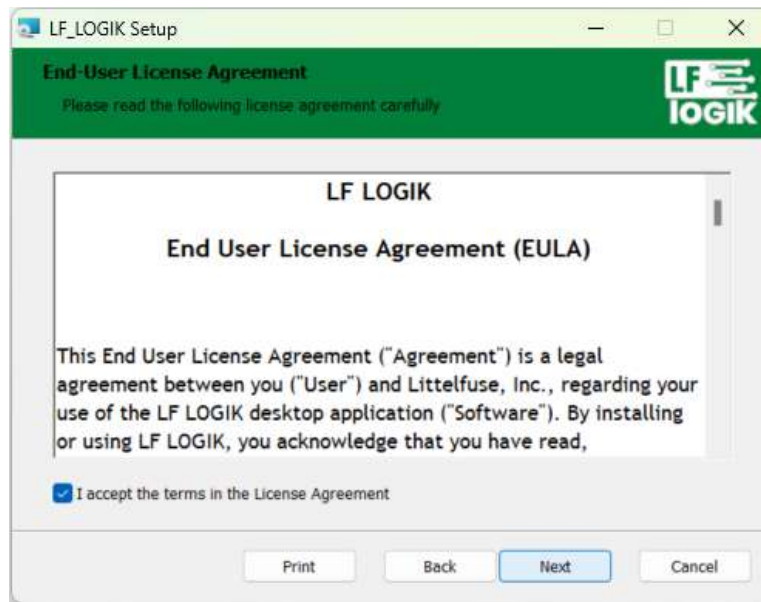 LF_LOGIK Setup
End-User License Agreement
Please read the following license agreement carefully
LF
LOGIK
LF LOGIK
End User License Agreement (EULA)
This End User License Agreement ("Agreement") is a legal
agreement between you ("User") and Littelfuse, Inc., regarding your
use of the LF LOGIK desktop application ("Software"). By installing
or using LF LOGIK, you acknowledge that you have read,
I accept the terms in the License Agreement
Print Back Next Cancel